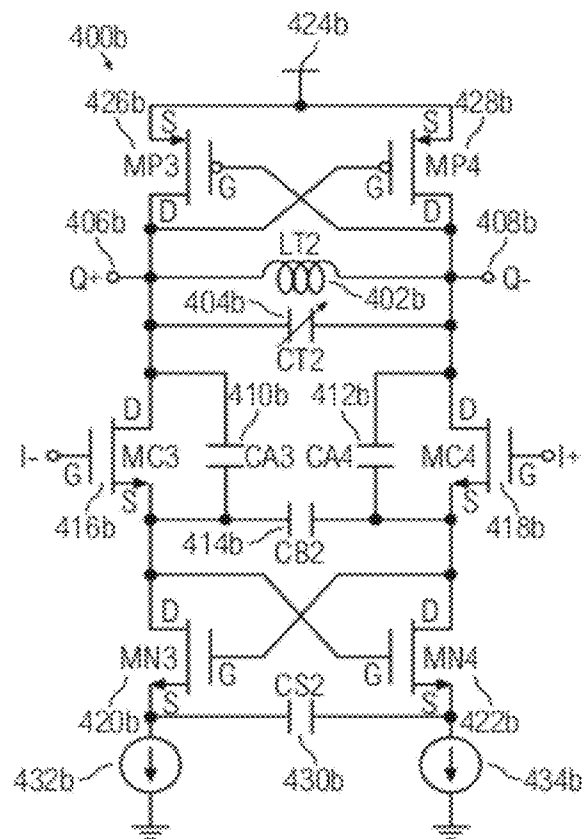 400b
424b
426b
428b
S
S
MP3
MP4
G
G
D
D
406b
408b
LT2
Q+
Q-
404b
402b
CT2
410b
412b
D
D
I-
I+
G
MC3
CA3
CA4
MC4
G
S
S
416b
414b
CB2
418b
D
D
MN3
G
G
MN4
S
CS2
S
420b
422b
432b
430b
434b